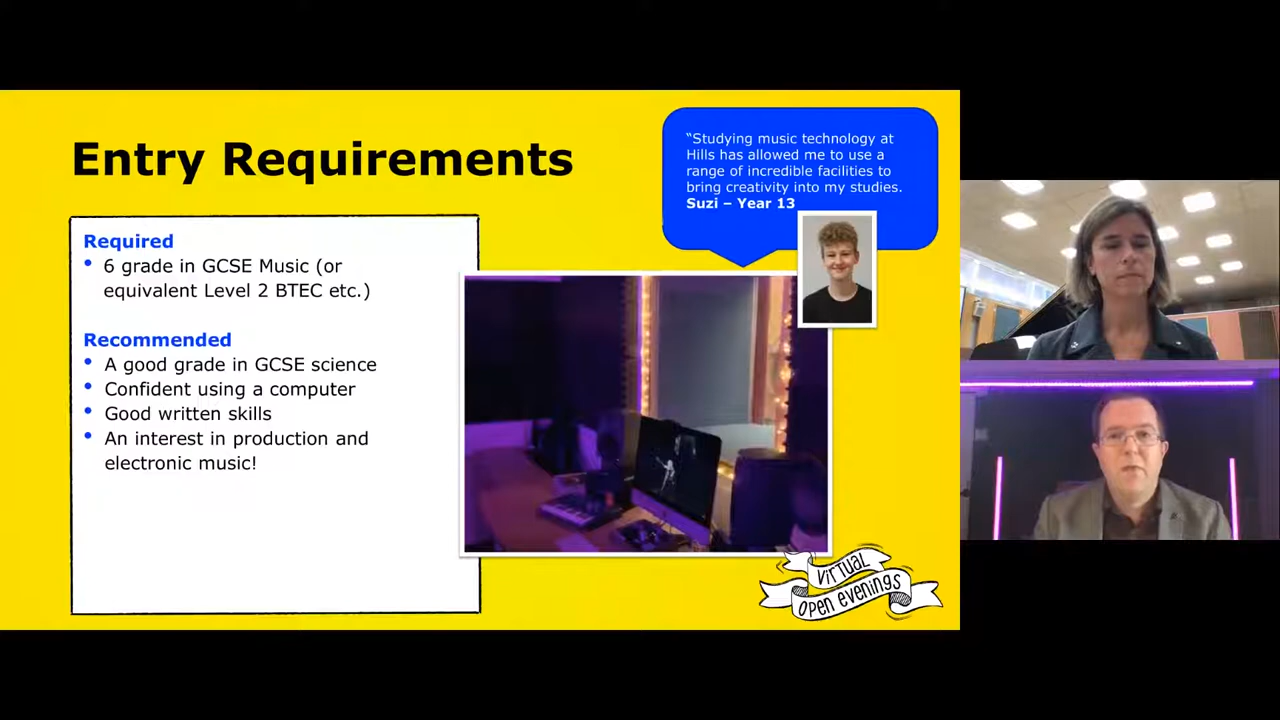 Entry Requirements
Required
• 6 grade in GCSE Music (or
equivalent Level 2 BTEC etc.)
Recommended
• A good grade in GCSE science
• Confident using a computer
• Good written skills
• An interest in production and
electronic music!
“Studying music technology at
Hills has allowed me to use a
range of incredible facilities to
bring creativity into my studies.
Suzi – Year 13
VIRTUAL
OPEN EVENINGS